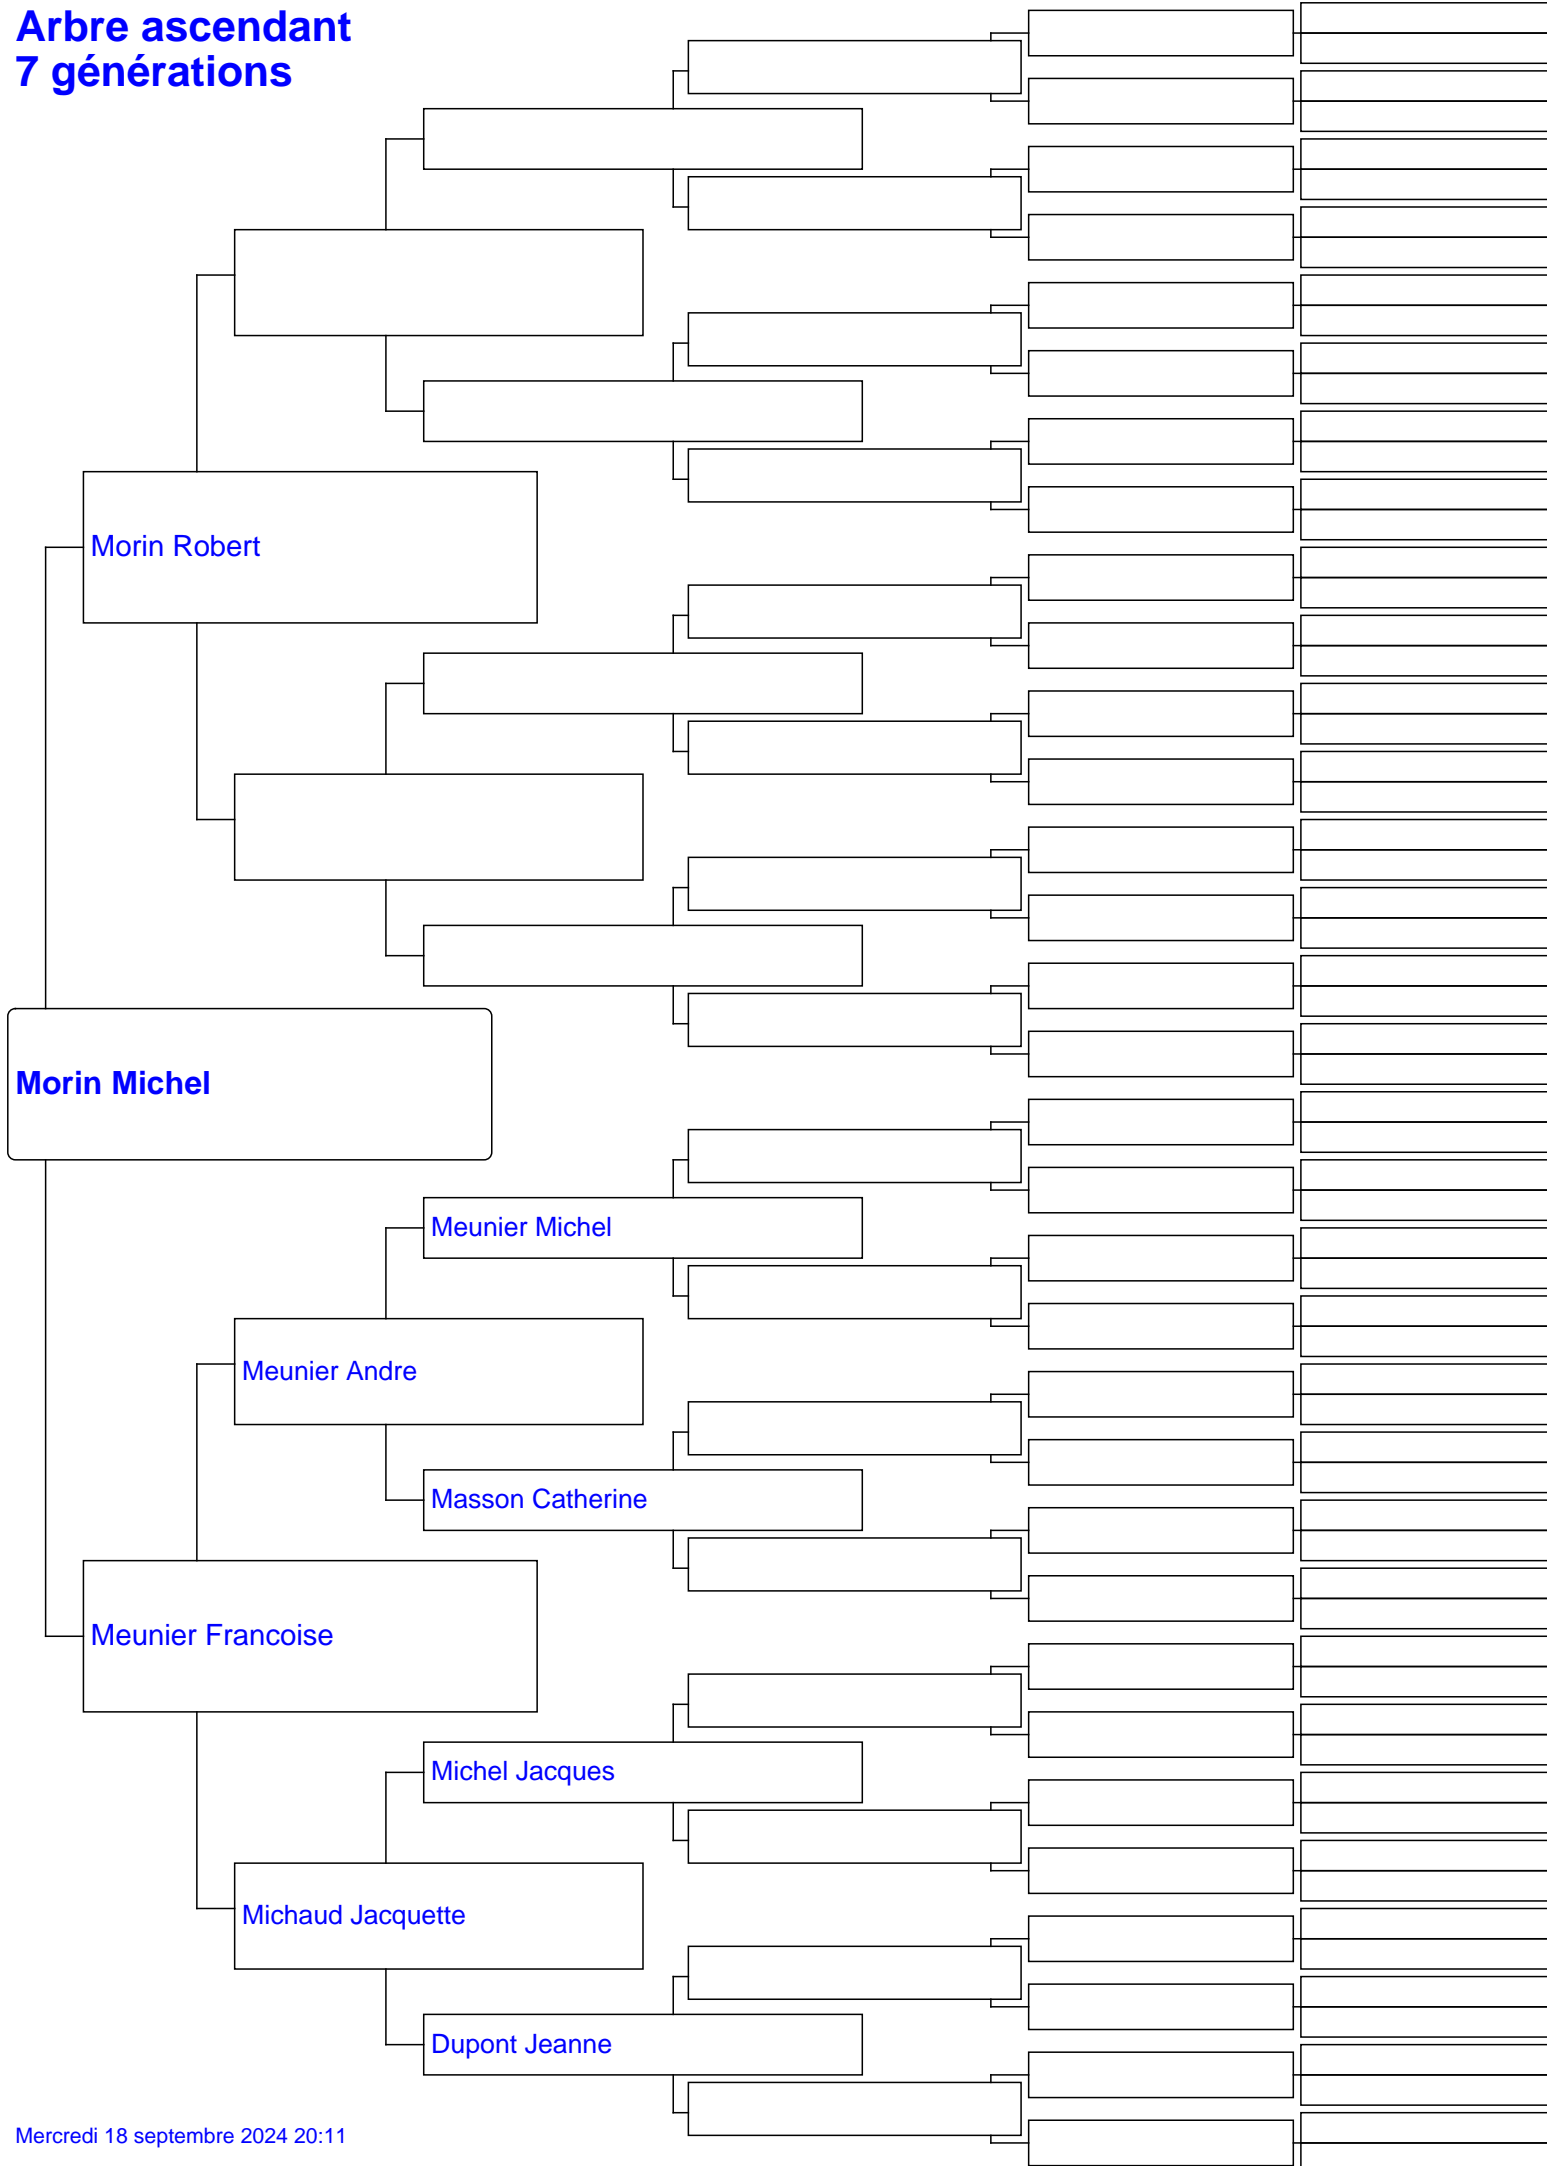 Arbre ascendant
7 générations
Morin Robert
Morin Michel
Meunier Michel
Meunier Andre
Masson Catherine
Meunier Francoise
Michel Jacques
Michaud Jacquette
Dupont Jeanne
Mercredi 18 septembre 2024 20:11